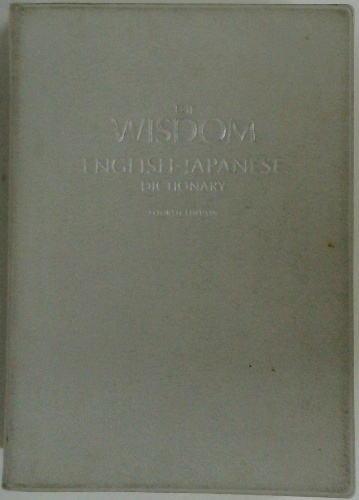 THE
WISDOM
ENGLISH-JAPANESE
DICTIONARY
FOURTH EDITION